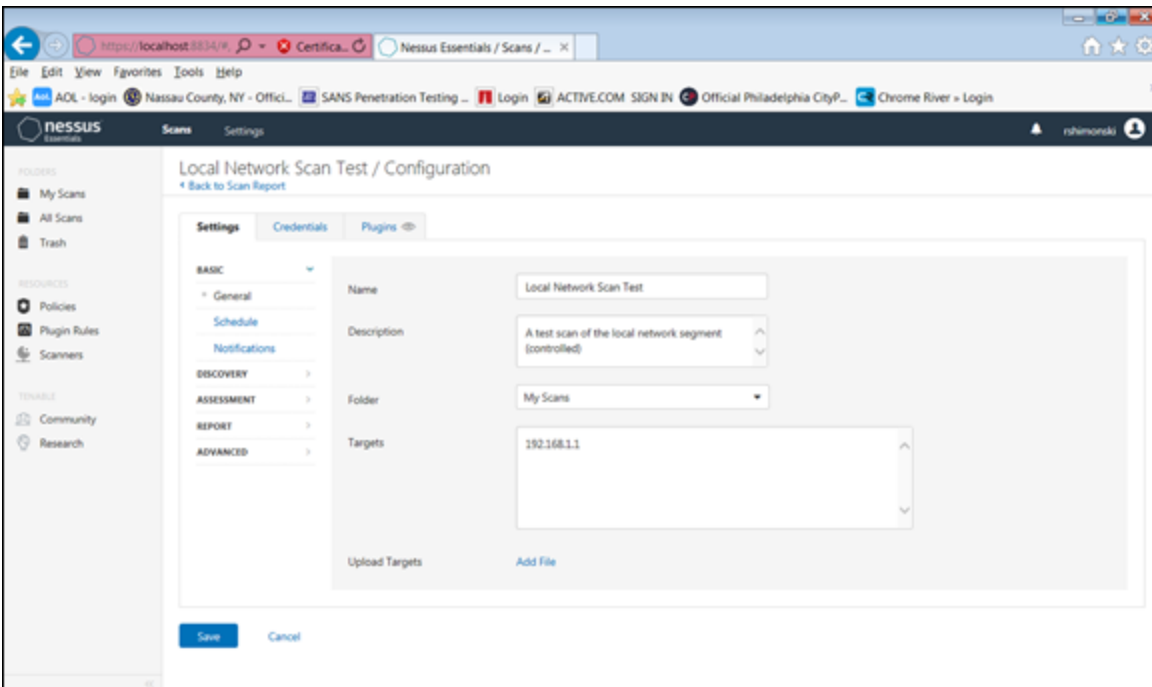 https://localhost:8834/#,
Certifica...
Nessus Essentials / Scans / ...
File Edit View Favorites Tools Help
AOL - login
Nassau County, NY - Offici...
SANS Penetration Testing ...
Login
ACTIVE.COM SIGN IN
Official Philadelphia CityP...
Chrome River » Login
nessus
Essentials
Scans
Settings
rshimonski
FOLDERS
My Scans
All Scans
Trash
RESOURCES
Policies
Plugin Rules
Scanners
TENABLE
Community
Research
Local Network Scan Test / Configuration
Back to Scan Report
Settings
Credentials
Plugins
BASIC
General
Schedule
Notifications
DISCOVERY
ASSESSMENT
REPORT
ADVANCED
Name
Local Network Scan Test
Description
A test scan of the local network segment
(controlled)
Folder
My Scans
Targets
192.168.1.1
Upload Targets
Add File
Save
Cancel